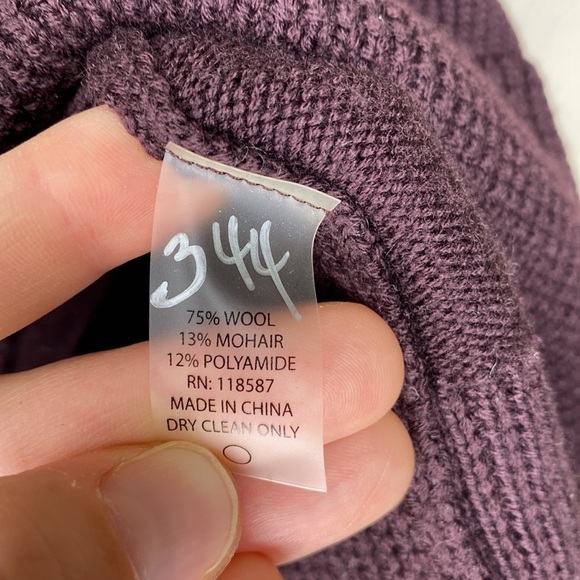 344
75% WOOL
13% MOHAIR
12% POLYAMIDE
RN: 118587
MADE IN CHINA
DRY CLEAN ONLY